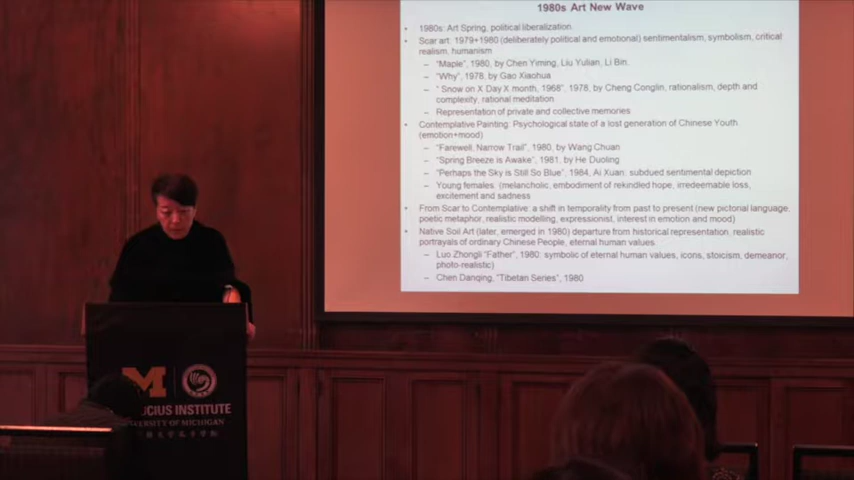 1980s Art New Wave
• 1980s: Art Spring, political liberalization.
• Scar art: 1979+1980 (deliberately political and emotional) sentimentalism, symbolism, critical
realism, humanism
– "Maple", 1980, by Chen Yiming, Liu Yulian, Li Bin.
– "Why", 1978, by Gao Xiaohua
– " Snow on X Day X month, 1968", 1978, by Cheng Conglin, rationalism, depth and
complexity, rational meditation
– Representation of private and collective memories
• Contemplative Painting: Psychological state of a lost generation of Chinese Youth.
(emotion+mood)
– "Farewell, Narrow Trail", 1980, by Wang Chuan
– "Spring Breeze is Awake", 1981, by He Duoling
– "Perhaps the Sky is Still So Blue", 1984, Ai Xuan: subdued sentimental depiction
– Young females: (melancholic, embodiment of rekindled hope, irredeemable loss,
excitement and sadness
• From Scar to Contemplative: a shift in temporality from past to present (new pictorial language,
poetic metaphor, realistic modelling, expressionist, interest in emotion and mood)
• Native Soil Art (later, emerged in 1980) departure from historical representation, realistic
portrayals of ordinary Chinese People, eternal human values.
– Luo Zhongli "Father", 1980: symbolic of eternal human values, icons, stoicism, demeanor,
photo-realistic)
– Chen Danqing, "Tibetan Series", 1980
M
UCIUS INSTITUTE
VERSITY OF MICHIGAN